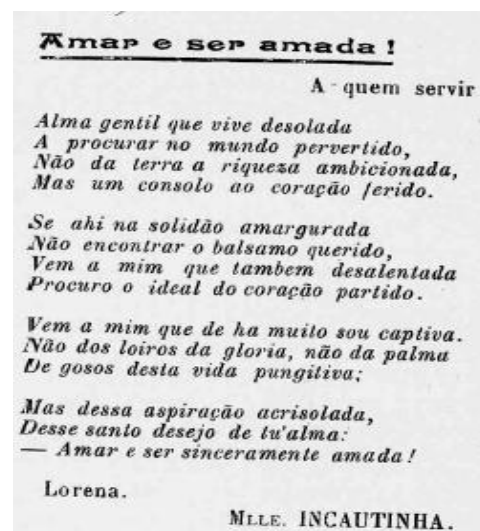 Amar e ser amada !
A quem servir
Alma gentil que vive desolada
A procurar no mundo pervertido,
Não da terra a riqueza ambicionada,
Mas um consolo ao coração ferido.
Se ahi na solidão amargurada
Não encontrar o balsamo querido,
Vem a mim que tambem desalentada
Procuro o ideal do coração partido.
Vem a mim que de ha muito sou captiva.
Não dos loiros da gloria, não da palma
De gosos desta vida pungitiva;
Mas dessa aspiração acrisolada,
Desse santo desejo de tu'alma:
— Amar e ser sinceramente amada !
Lorena.
MLLE. INCAUTINHA.